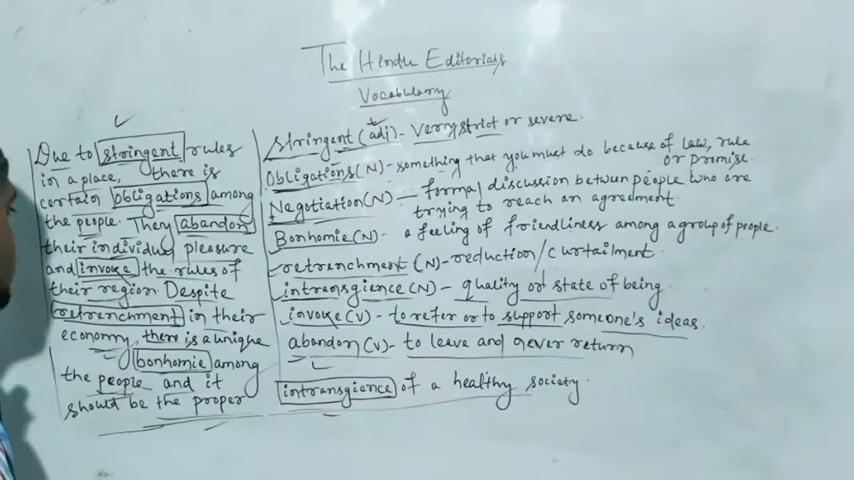 The Hindu Editorials
Vocabulary
Due to stringent rules
in a place, there is
certain obligations among
the people. They abandon
their individual pleasure
and invoke the rules of
their region. Despite
retrenchment in their
economy, there is a unique
bonhomie among
the people and it
should be the proper
Stringent (adj) - Very strict or severe.
Obligations (N) - something that you must do because of law, rule
or promise.
Negotiation (N) - formal discussion between people who are
trying to reach an agreement.
Bonhomie (N) - a feeling of friendliness among a group of people.
retrenchment (N) - reduction/curtailment
intransgience (N) - quality or state of being
invoke (v) - to refer or to support someone's ideas.
abandon (v) - to leave and never return
intransgience of a healthy society.